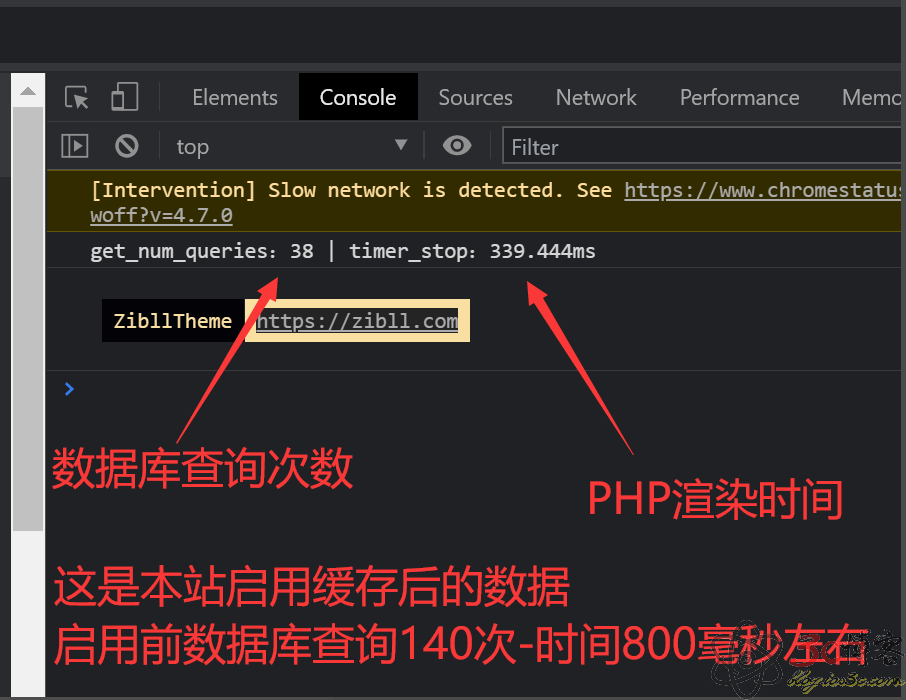 Elements Console Sources Network Performance Memo
top Filter
[Intervention] Slow network is detected. See https://www.chromestatus
woff?v=4.7.0
get_num_queries: 38 | timer_stop: 339.444ms
ZibllTheme https://zibll.com
数据库查询次数
PHP渲染时间
这是本站启用缓存后的数据
启用前数据库查询140次-时间800毫秒左右